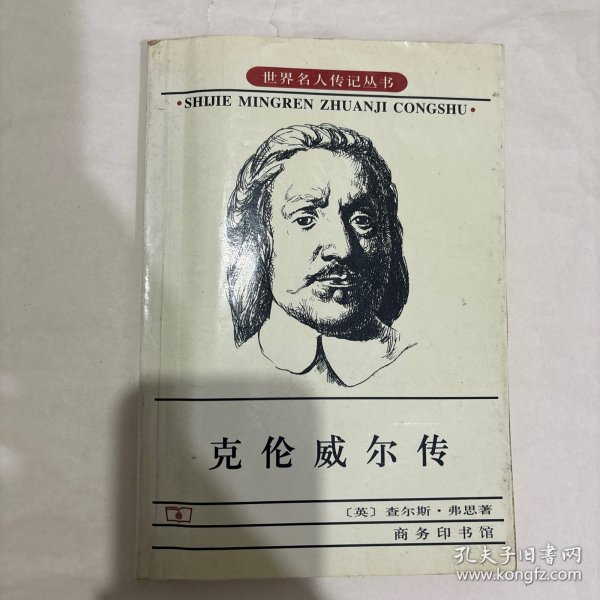 世界名人传记丛书
·SHIJIE MINGREN ZHUANJI CONGSHU·
克伦威尔传
〔英〕查尔斯·弗思著
商务印书馆
孔夫子旧书网
www.kongfz.com